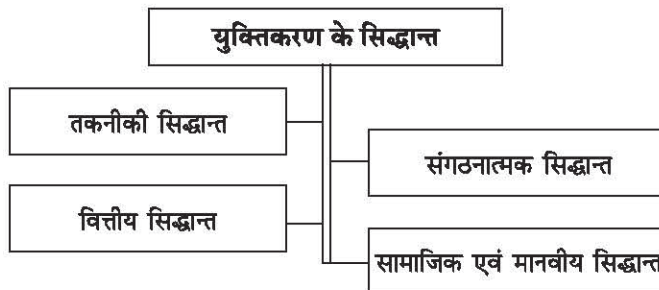 युक्तिकरण के सिद्धान्त
तकनीकी सिद्धान्त
संगठनात्मक सिद्धान्त
वित्तीय सिद्धान्त
सामाजिक एवं मानवीय सिद्धान्त